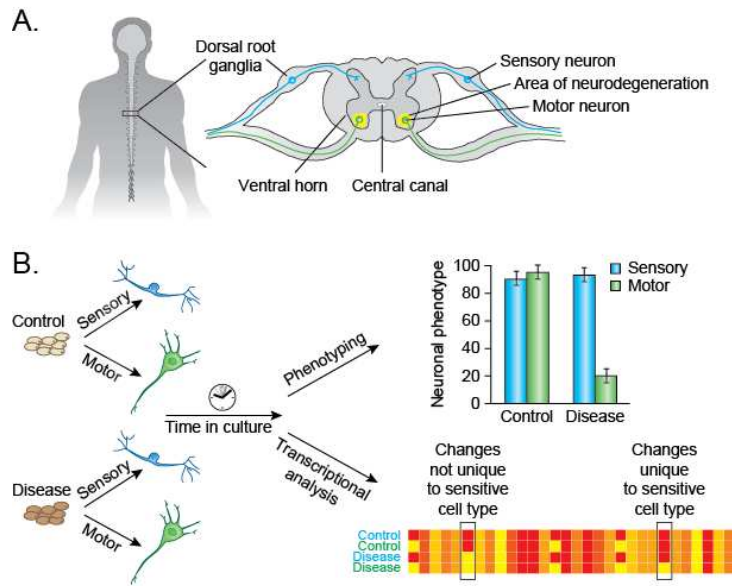 A.
Dorsal root
ganglia
Sensory neuron
Area of neurodegeneration
Motor neuron
Ventral horn
Central canal
B.
Control
Sensory
Motor
Disease
Sensory
Motor
Time in culture
Phenotyping
Transcriptional
analysis
Neuronal phenotype
100
80
60
40
20
0
Sensory
Motor
Control
Disease
Changes
not unique
to sensitive
cell type
Changes
unique
to sensitive
cell type
Control
Control
Disease
Disease